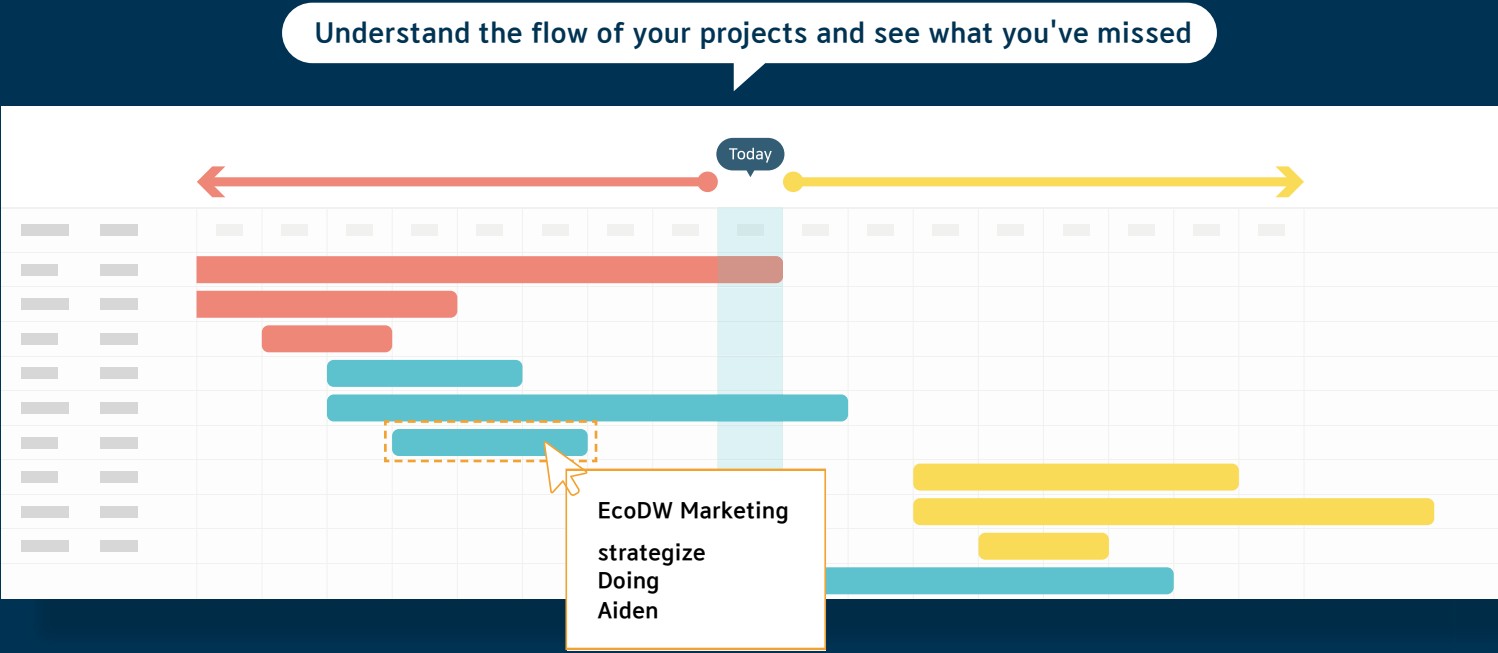 Understand the flow of your projects and see what you've missed
Today
EcoDW Marketing
strategize
Doing
Aiden